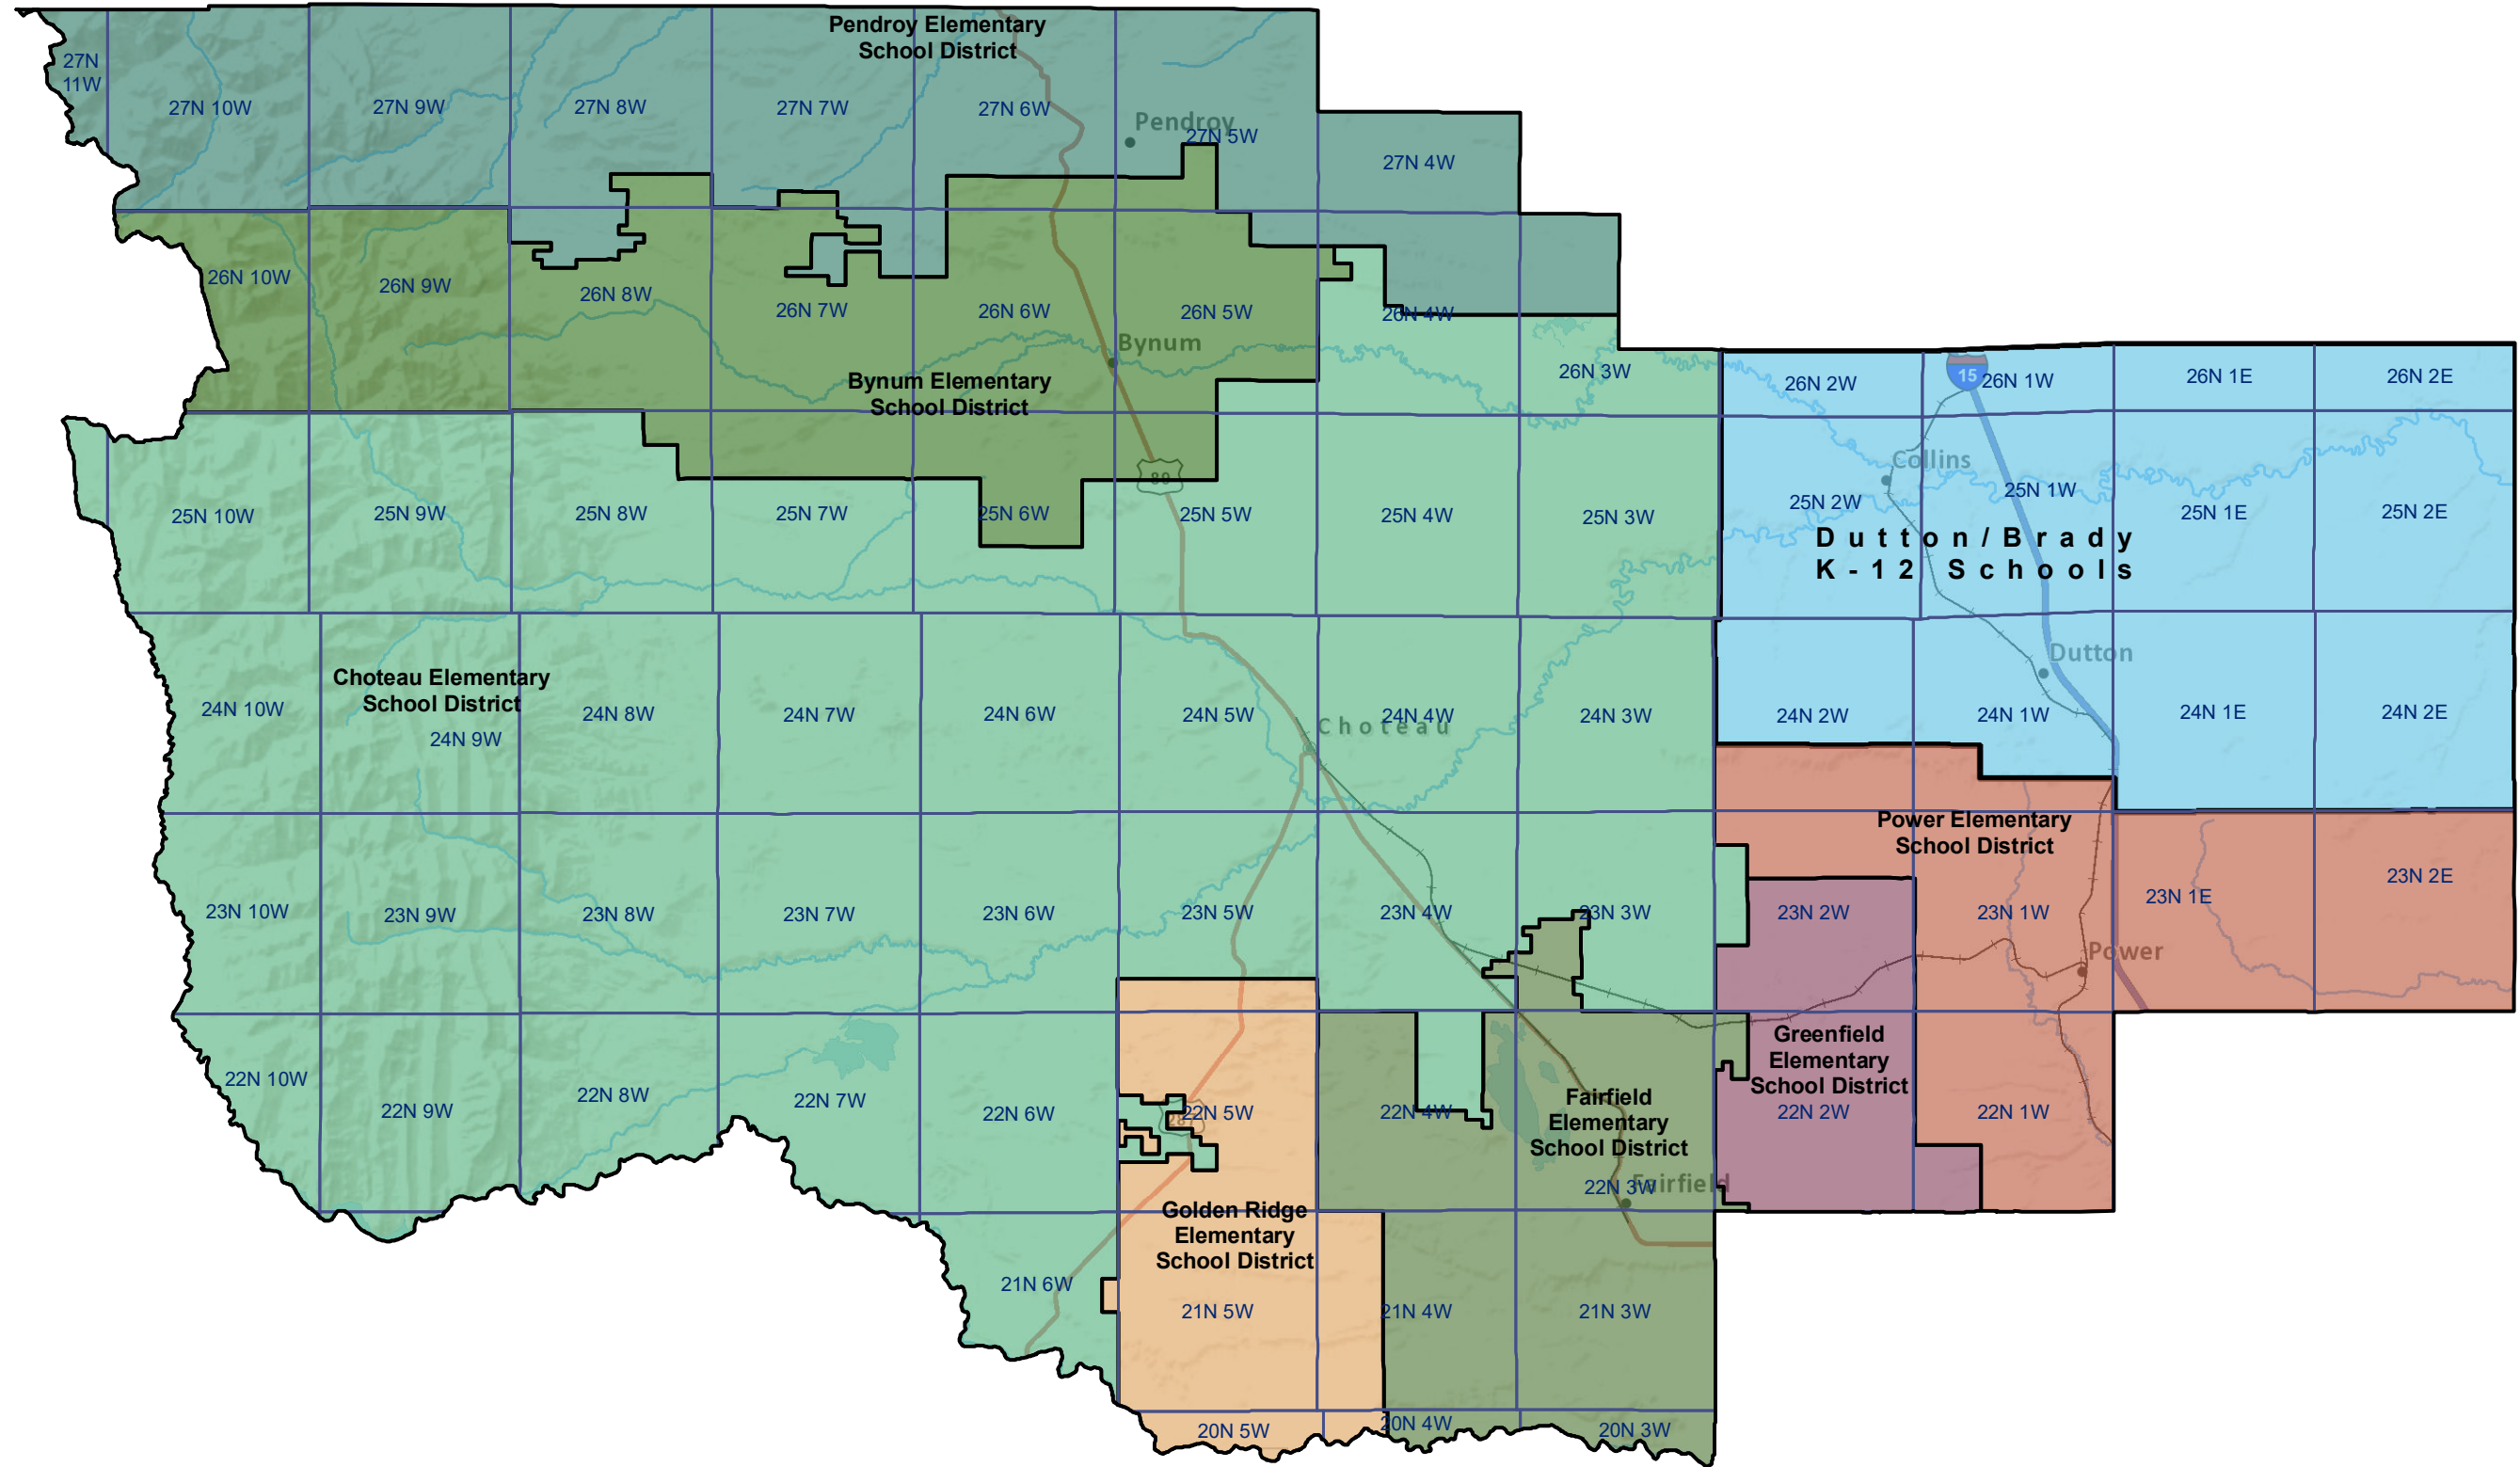 Pendroy Elementary
School District
27N
11W
27N 10W
27N 9W
27N 8W
27N 7W
27N 6W
Pendroy
27N 5W
27N 4W
26N 10W
26N 9W
26N 8W
26N 7W
26N 6W
26N 5W
26N 4W
Bynum
26N 3W
Bynum Elementary
School District
26N 2W
15
26N 1W
26N 1E
26N 2E
Collins
89
25N 10W
25N 9W
25N 8W
25N 7W
25N 6W
25N 5W
25N 4W
25N 3W
25N 2W
25N 1W
25N 1E
25N 2E
Dutton/Brady
K-12 Schools
Dutton
Choteau Elementary
School District
24N 10W
24N 9W
24N 8W
24N 7W
24N 6W
24N 5W
Choteau
24N 4W
24N 3W
24N 2W
24N 1W
24N 1E
24N 2E
Power Elementary
School District
23N 10W
23N 9W
23N 8W
23N 7W
23N 6W
23N 5W
23N 4W
23N 3W
23N 2W
23N 1W
23N 1E
23N 2E
Power
Greenfield
Elementary
School District
22N 10W
22N 9W
22N 8W
22N 7W
22N 6W
22N 5W
287
22N 4W
Fairfield
Elementary
School District
22N 3W
Fairfield
22N 2W
22N 1W
Golden Ridge
Elementary
School District
21N 6W
21N 5W
21N 4W
21N 3W
20N 5W
20N 4W
20N 3W